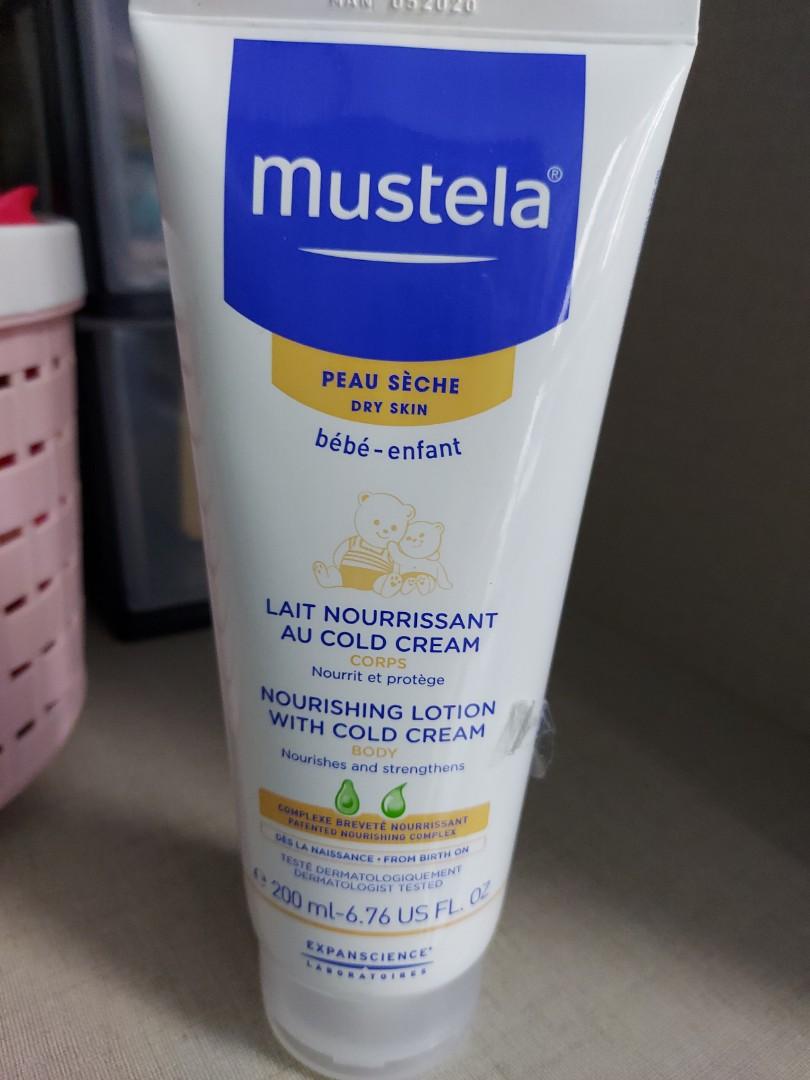 MAN 052020
mustela®
PEAU SÈCHE
DRY SKIN
bébé-enfant
LAIT NOURRISSANT
AU COLD CREAM
CORPS
Nourrit et protège
NOURISHING LOTION
WITH COLD CREAM
BODY
Nourishes and strengthens
COMPLEXE BREVETÉ NOURRISSANT
PATENTED NOURISHING COMPLEX
DÈS LA NAISSANCE • FROM BIRTH ON
TESTÉ DERMATOLOGIQUEMENT
DERMATOLOGIST TESTED
℮ 200 ml-6.76 US FL. OZ
EXPANSCIENCE®
LABORATOIRES